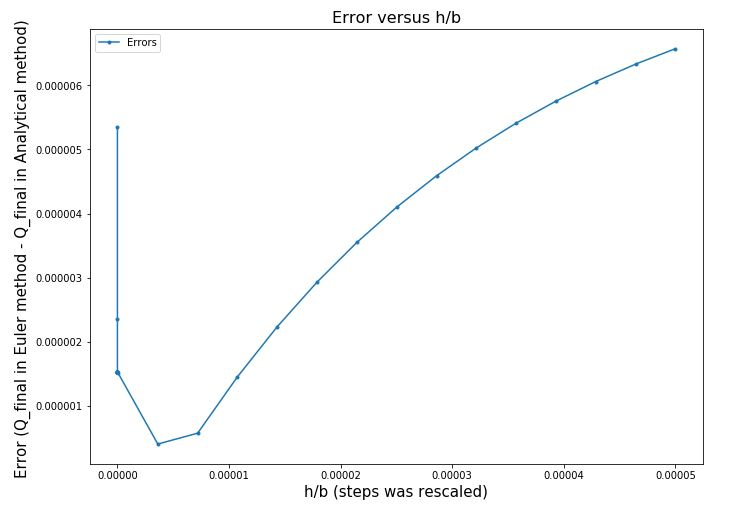 Error versus h/b
Errors
Error (Q_final in Euler method - Q_final in Analytical method)
0.000006
0.000005
0.000004
0.000003
0.000002
0.000001
0.00000 0.00001 0.00002 0.00003 0.00004 0.00005
h/b (steps was rescaled)